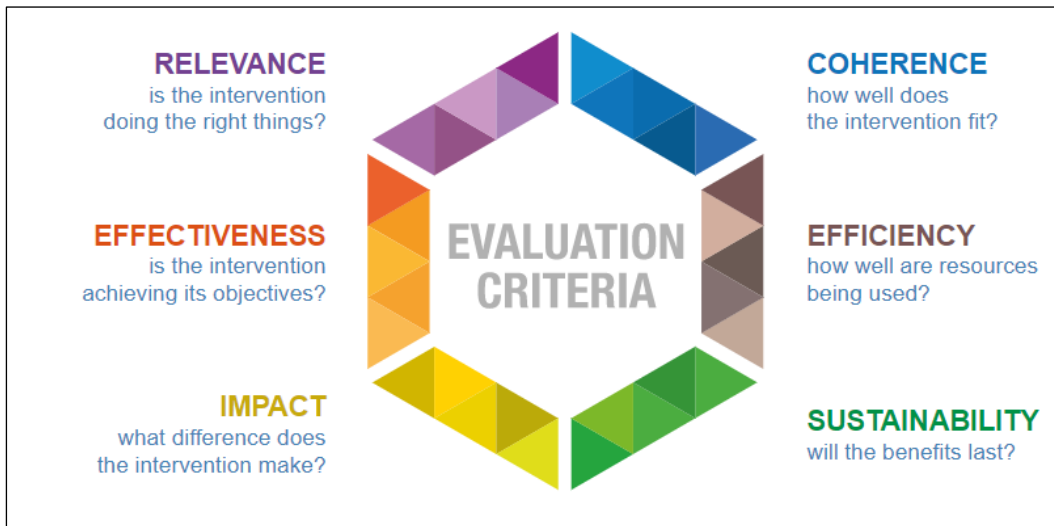 RELEVANCE
is the intervention
doing the right things?
COHERENCE
how well does
the intervention fit?
EFFECTIVENESS
is the intervention
achieving its objectives?
EVALUATION
CRITERIA
EFFICIENCY
how well are resources
being used?
IMPACT
what difference does
the intervention make?
SUSTAINABILITY
will the benefits last?